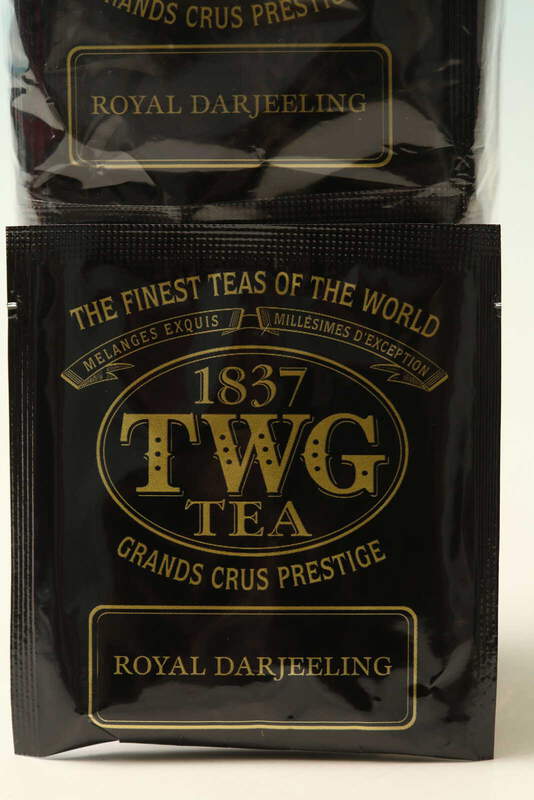 GRANDS CRUS PRESTIGE
ROYAL DARJEELING
THE FINEST TEAS OF THE WORLD
MELANGES EXQUIS MILLÉSIMES D'EXCEPTION
1837
TWG
TEA
GRANDS CRUS PRESTIGE
ROYAL DARJEELING